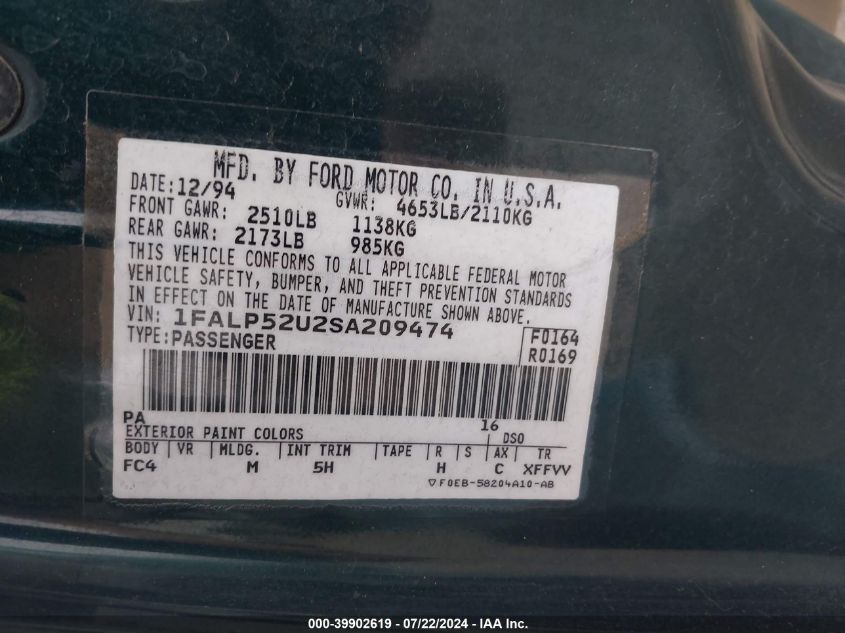 MFD. BY FORD MOTOR CO. IN U.S.A.
DATE: 12/94 GVWR: 4653LB/2110KG
FRONT GAWR: 2510LB 1138KG
REAR GAWR: 2173LB 985KG
THIS VEHICLE CONFORMS TO ALL APPLICABLE FEDERAL MOTOR
VEHICLE SAFETY, BUMPER, AND THEFT PREVENTION STANDARDS
IN EFFECT ON THE DATE OF MANUFACTURE SHOWN ABOVE.
VIN: 1FALP52U2SA209474
TYPE: PASSENGER
F0164
R0169
PA 16
EXTERIOR PAINT COLORS DSO
BODY VR MLDG. INT TRIM TAPE R S AX TR
FC4 M 5H H C XFFVV
F0EB-58204A10-AB
000-39902619 - 07/22/2024 - IAA Inc.